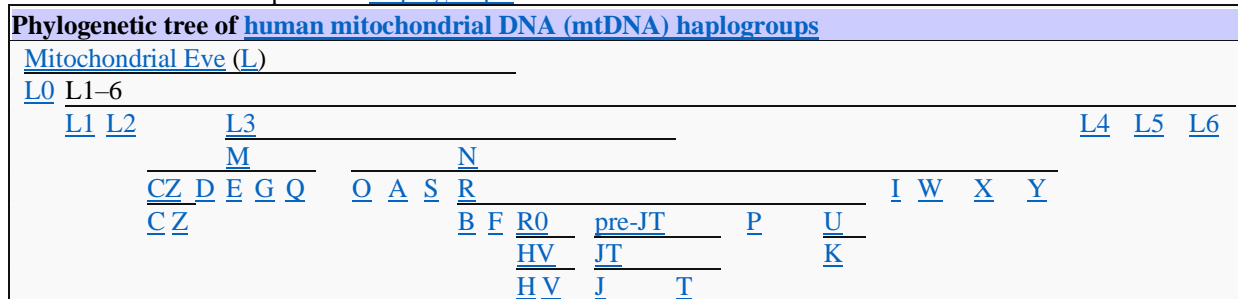 Phylogenetic tree of human mitochondrial DNA (mtDNA) haplogroups
Mitochondrial Eve (L)
L0 L1–6
L1 L2 L3 L4 L5 L6
M N
CZ D E G Q O A S R I W X Y
C Z B F R0 pre-JT P U
HV JT K
H V J T